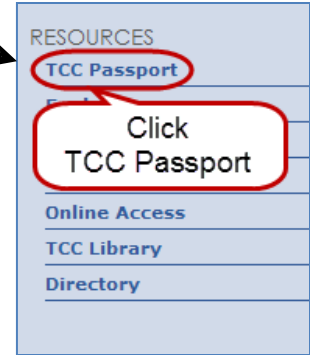 RESOURCES
TCC Passport
Click
TCC Passport
Online Access
TCC Library
Directory